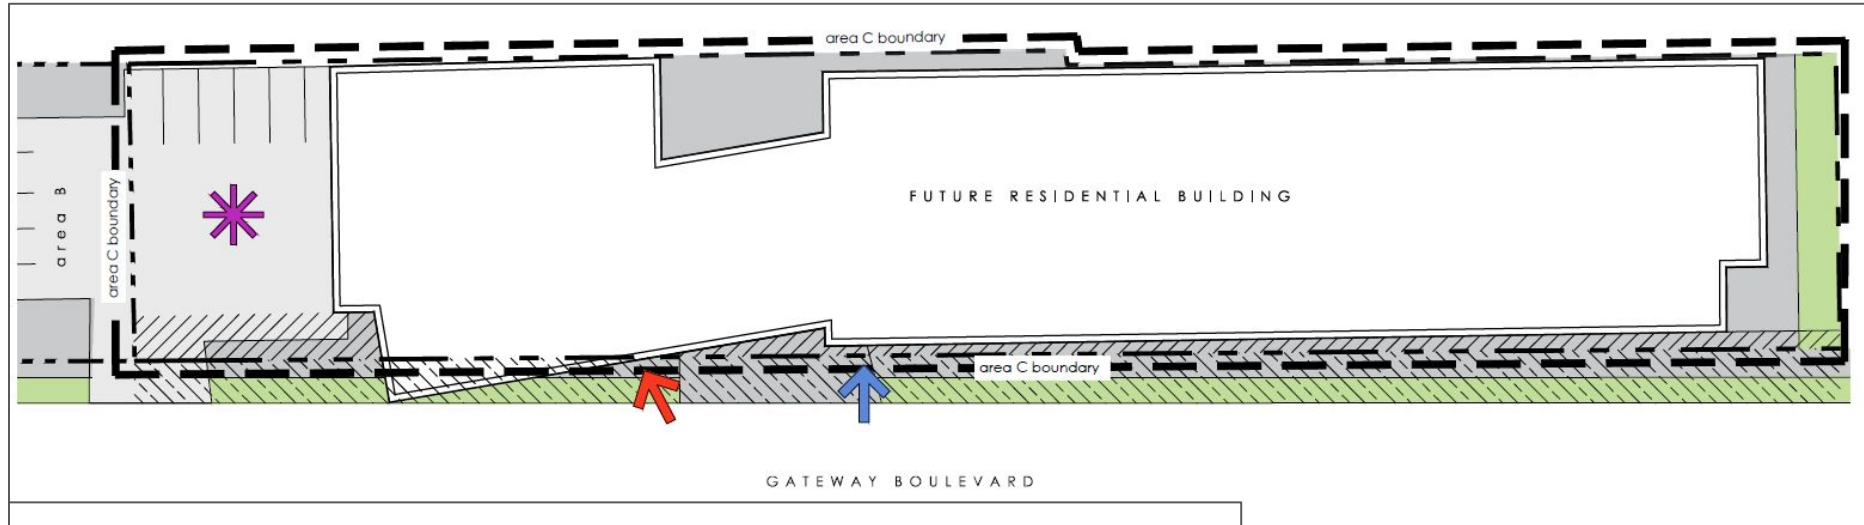 area C boundary
area B
area C boundary
FUTURE RESIDENTIAL BUILDING
area C boundary
GATEWAY BOULEVARD